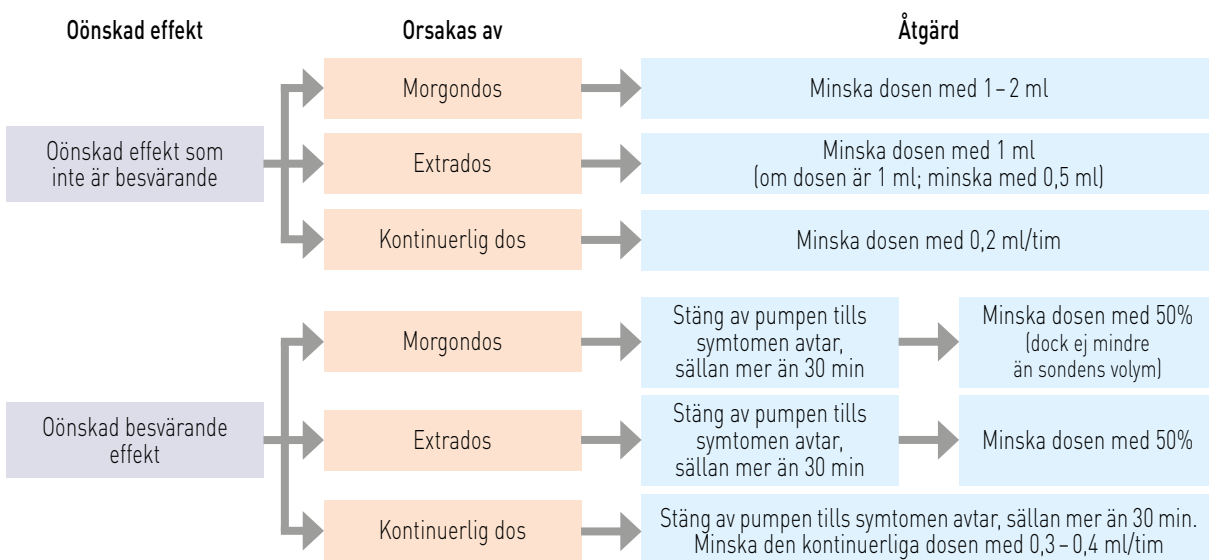 Oönskad effekt
Orsakas av
Åtgärd
Oönskad effekt som
inte är besvärande
Morgondos
Minska dosen med 1–2 ml
Extrados
Minska dosen med 1 ml
(om dosen är 1 ml; minska med 0,5 ml)
Kontinuerlig dos
Minska dosen med 0,2 ml/tim
Oönskad besvärande
effekt
Morgondos
Stäng av pumpen tills
symtomen avtar,
sällan mer än 30 min
Minska dosen med 50%
(dock ej mindre
än sondens volym)
Extrados
Stäng av pumpen tills
symtomen avtar,
sällan mer än 30 min
Minska dosen med 50%
Kontinuerlig dos
Stäng av pumpen tills symtomen avtar, sällan mer än 30 min.
Minska den kontinuerliga dosen med 0,3–0,4 ml/tim